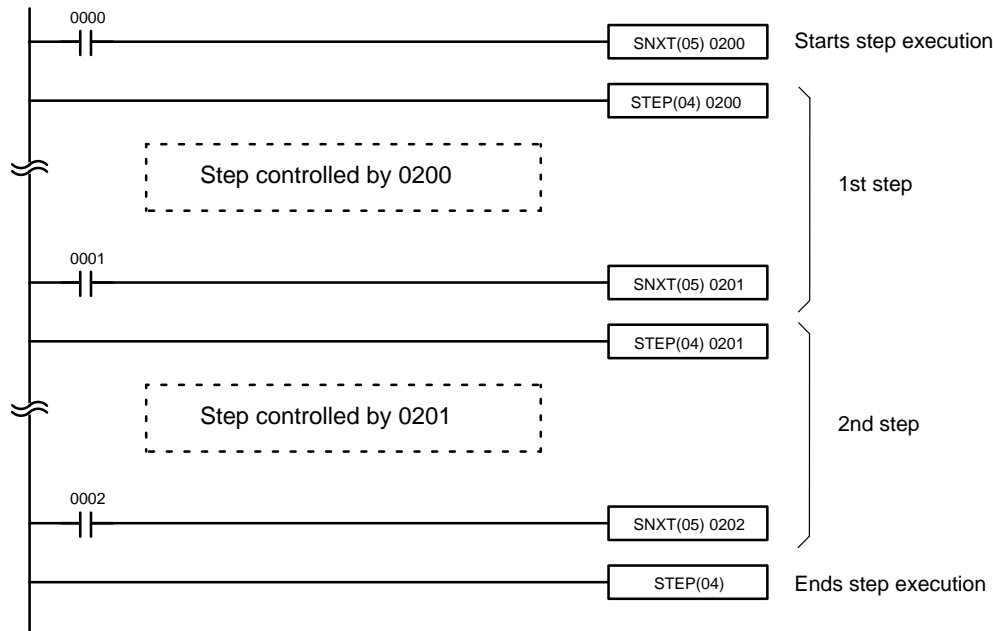 0000
SNXT(05) 0200 Starts step execution
STEP(04) 0200
Step controlled by 0200
1st step
0001
SNXT(05) 0201
STEP(04) 0201
Step controlled by 0201
2nd step
0002
SNXT(05) 0202
STEP(04) Ends step execution